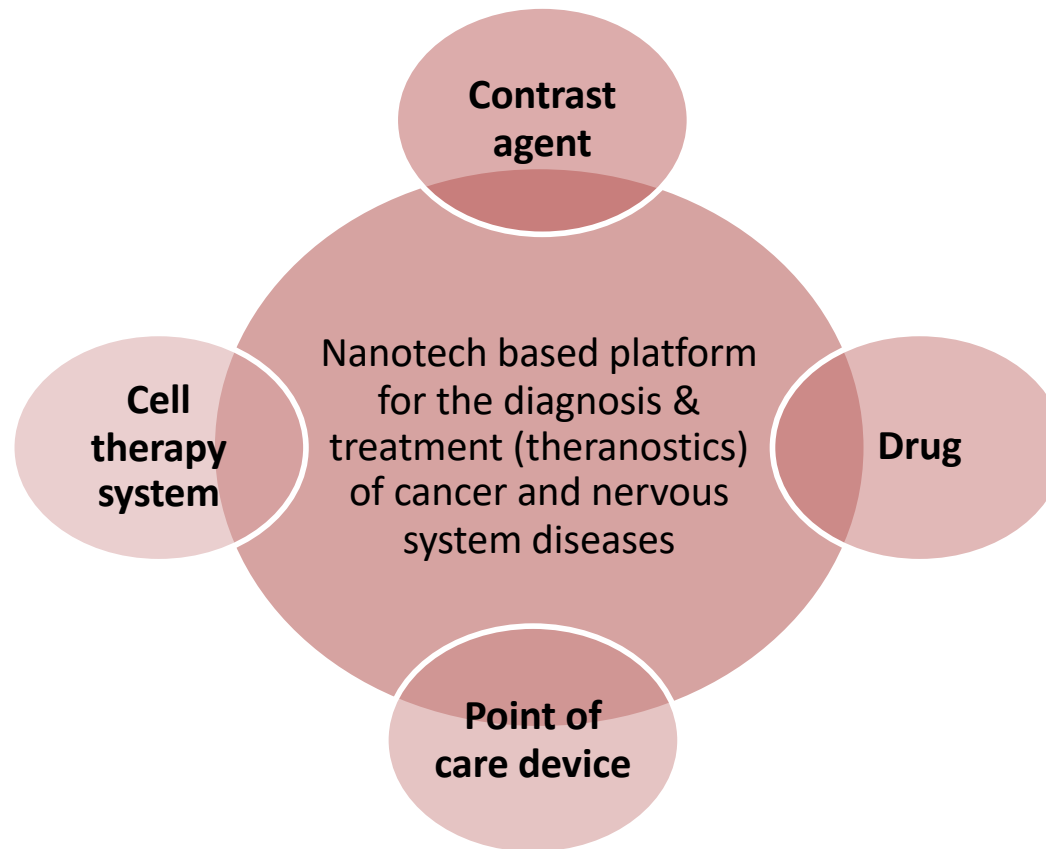 Contrast
agent
Cell
therapy
system
Nanotech based platform
for the diagnosis &
treatment (theranostics)
of cancer and nervous
system diseases
Drug
Point of
care device